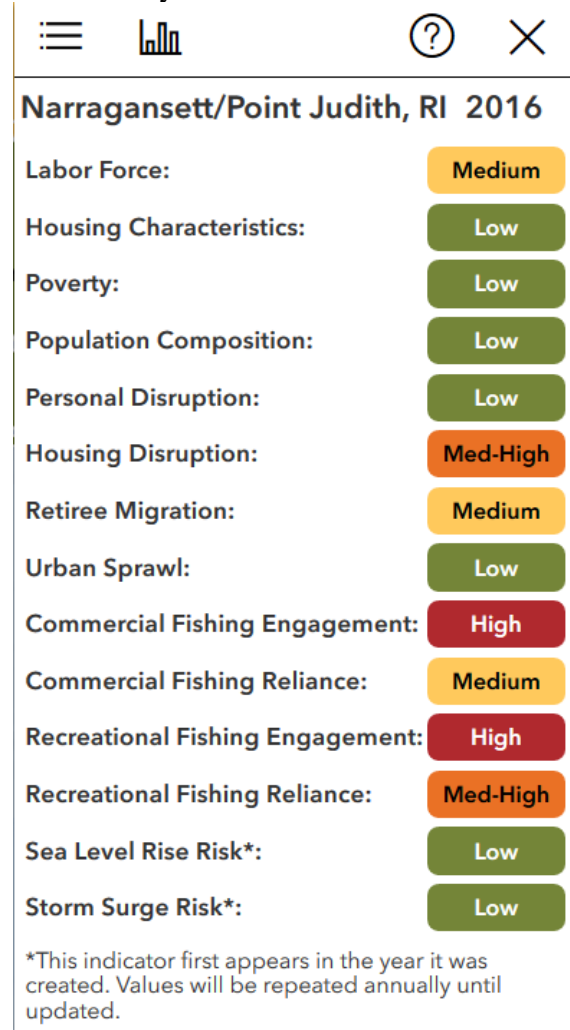 Narragansett/Point Judith, RI 2016
Labor Force: Medium
Housing Characteristics: Low
Poverty: Low
Population Composition: Low
Personal Disruption: Low
Housing Disruption: Med-High
Retiree Migration: Medium
Urban Sprawl: Low
Commercial Fishing Engagement: High
Commercial Fishing Reliance: Medium
Recreational Fishing Engagement: High
Recreational Fishing Reliance: Med-High
Sea Level Rise Risk*: Low
Storm Surge Risk*: Low
*This indicator first appears in the year it was
created. Values will be repeated annually until
updated.